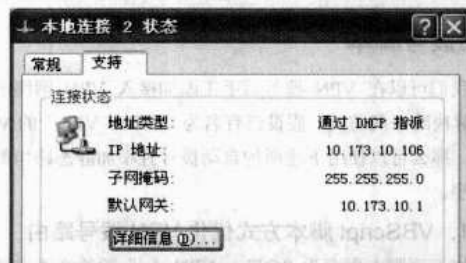 本地连接 2 状态
常规 支持
连接状态
地址类型: 通过 DHCP 指派
IP 地址: 10.173.10.106
子网掩码: 255.255.255.0
默认网关: 10.173.10.1
详细信息(D)...